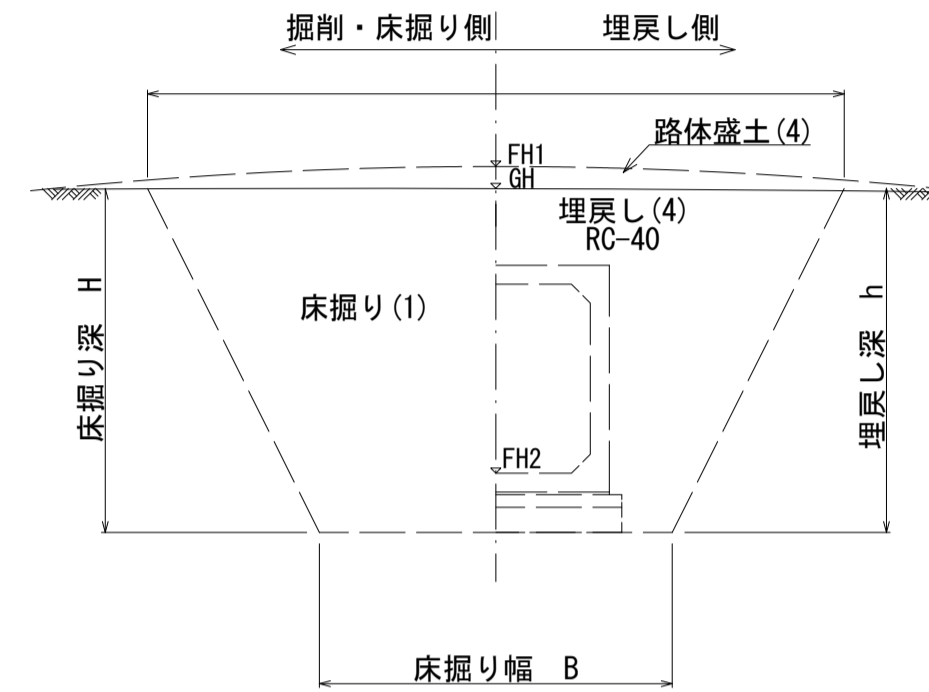 掘削・床掘り側
埋戻し側
路体盛土(4)
FH1
GH
埋戻し(4)
RC-40
床掘り(1)
床掘り深 H
埋戻し深 h
FH2
床掘り幅 B